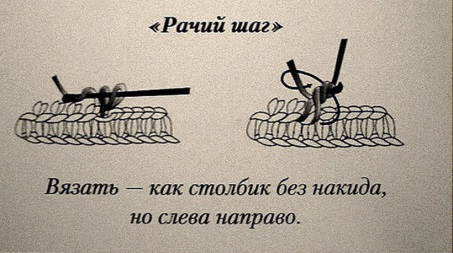 «Рачий шаг»
Вязать — как столбик без накида,
но слева направо.